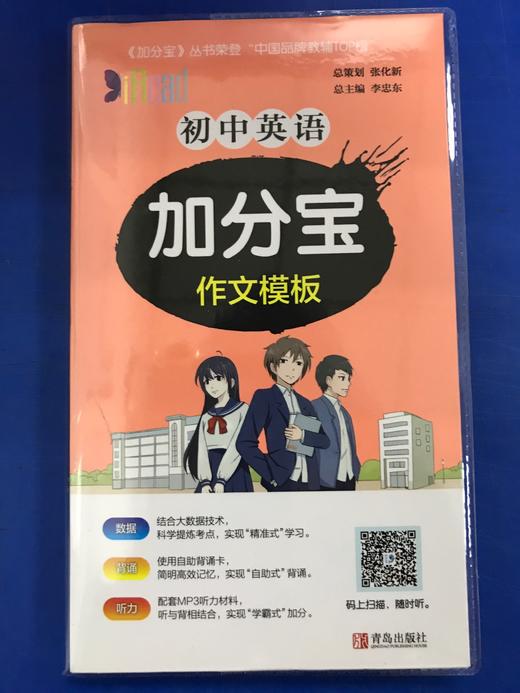 《加分宝》丛书荣登“中国品牌教辅TOP榜”
iRead
总策划 张化新
总主编 李忠东
初中英语
加分宝
作文模板
数据
结合大数据技术，
科学提炼考点，实现“精准式”学习。
背诵
使用自助背诵卡，
简明高效记忆，实现“自助式”背诵。
听力
配套MP3听力材料，
听与背相结合，实现“学霸式”加分。
码上扫描、随时听。
青岛出版社
QINGDAO PUBLISHING HOUSE